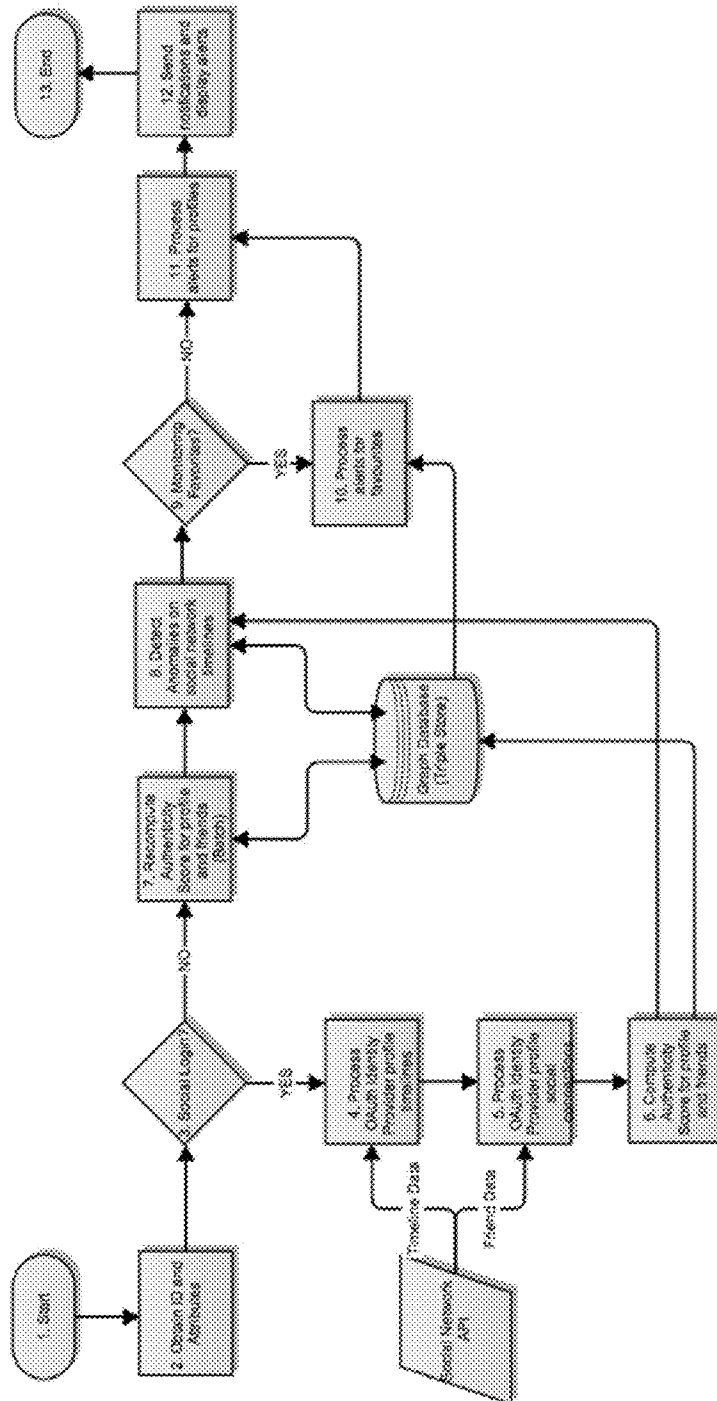 1. Start
2. Obtain ID and
Attributes
3. Social Login?
NO
YES
4. Process
OAuth Identity
Provider profile
timelines
5. Process
OAuth Identity
Provider profile
social
6. Compute
Authenticity
Score for profile
and friends
Social Network
API
Timeline Data
Friend Data
7. Recompute
Authenticity
Score for profile
and friends
(Batch)
8. Detect
Anomalies on
social network
timelines
Graph Database
(Triple Store)
9. Monitoring
Favorites?
NO
YES
10. Process
alerts for
favourites
11. Process
alerts for profiles
12. Send
notifications and
display alerts
13. End